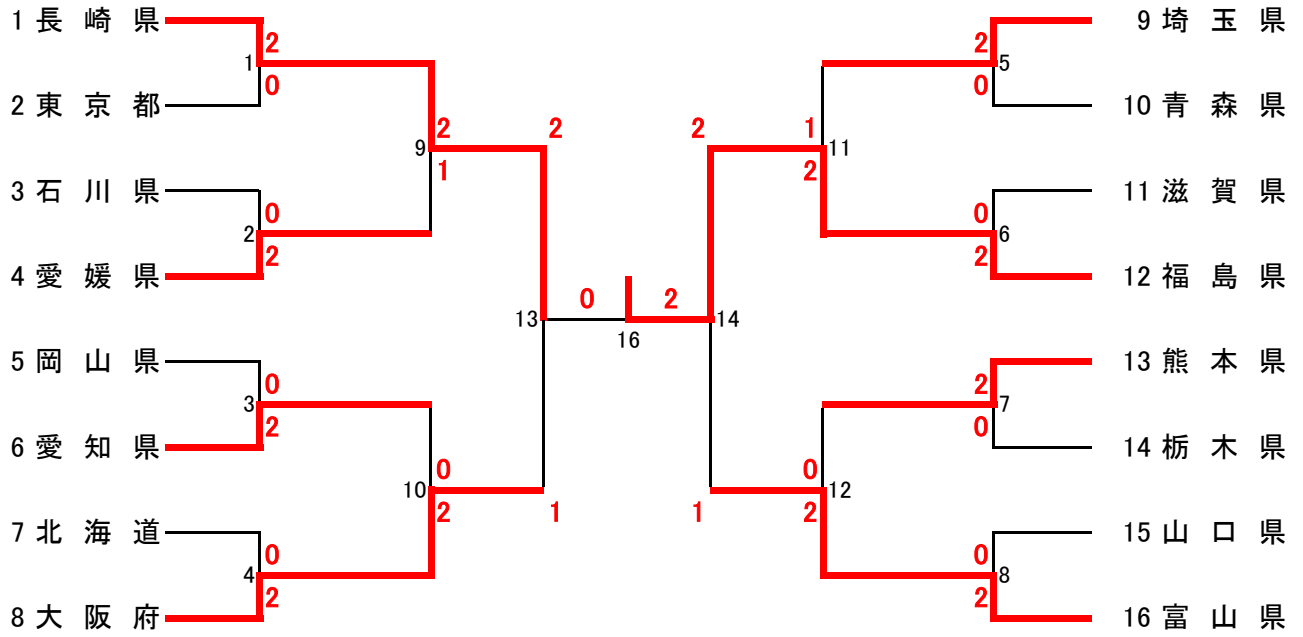 1 長崎県
2 東京都
3 石川県
4 愛媛県
5 岡山県
6 愛知県
7 北海道
8 大阪府
2
1
0
0
2
2
0
3
2
0
4
2
2
9
1
0
10
2
2
13
1
0
16
2
2
14
1
1
11
2
0
12
2
2
5
0
0
6
2
2
7
0
0
8
2
9 埼玉県
10 青森県
11 滋賀県
12 福島県
13 熊本県
14 栃木県
15 山口県
16 富山県